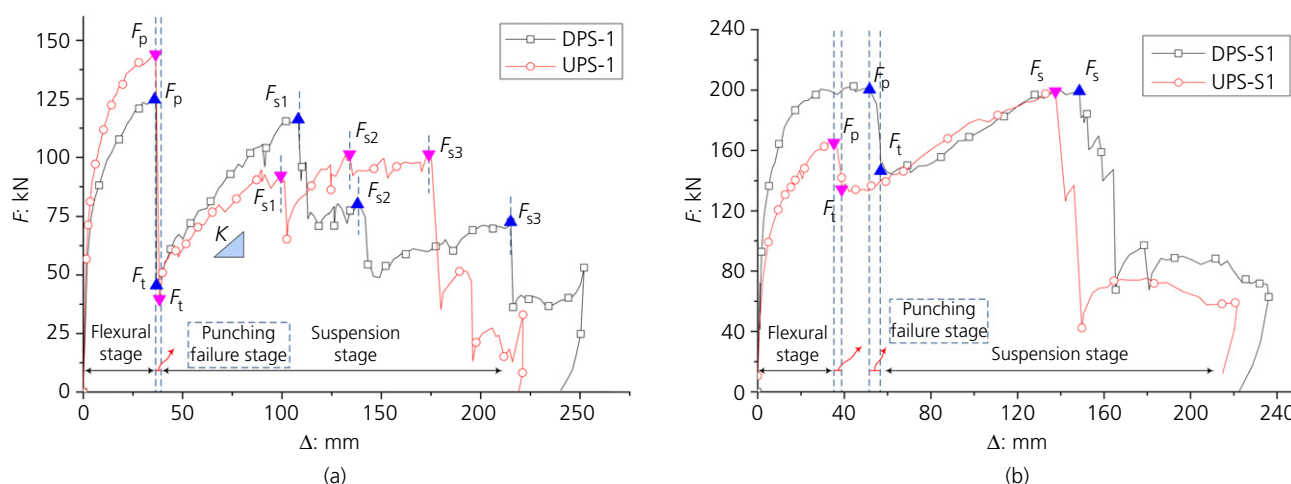 F: kN
150
125
100
75
50
25
0
0
50
100
150
200
250
Δ: mm
(a)
DPS-1
UPS-1
Fp
Fp
Fs1
Fs2
Fs3
Fs1
Fs2
Fs3
K
Ft
Ft
Flexural
stage
Punching
failure stage
Suspension
stage
F: kN
240
200
160
120
80
40
0
0
40
80
120
160
200
240
Δ: mm
(b)
DPS-S1
UPS-S1
Fp
Fs
Fs
Fp
Ft
Ft
Punching
failure stage
Flexural
stage
Suspension stage